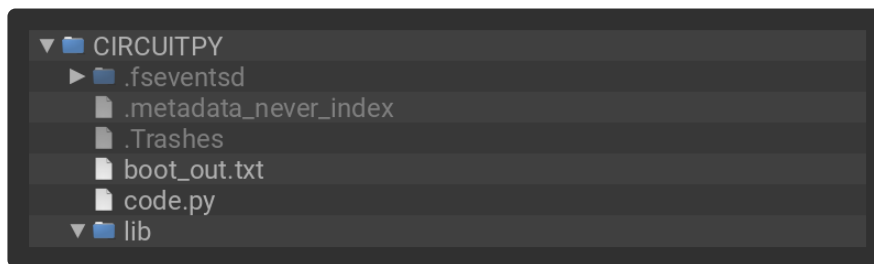 CIRCUITPY
.fseventsd
.metadata_never_index
.Trashes
boot_out.txt
code.py
lib